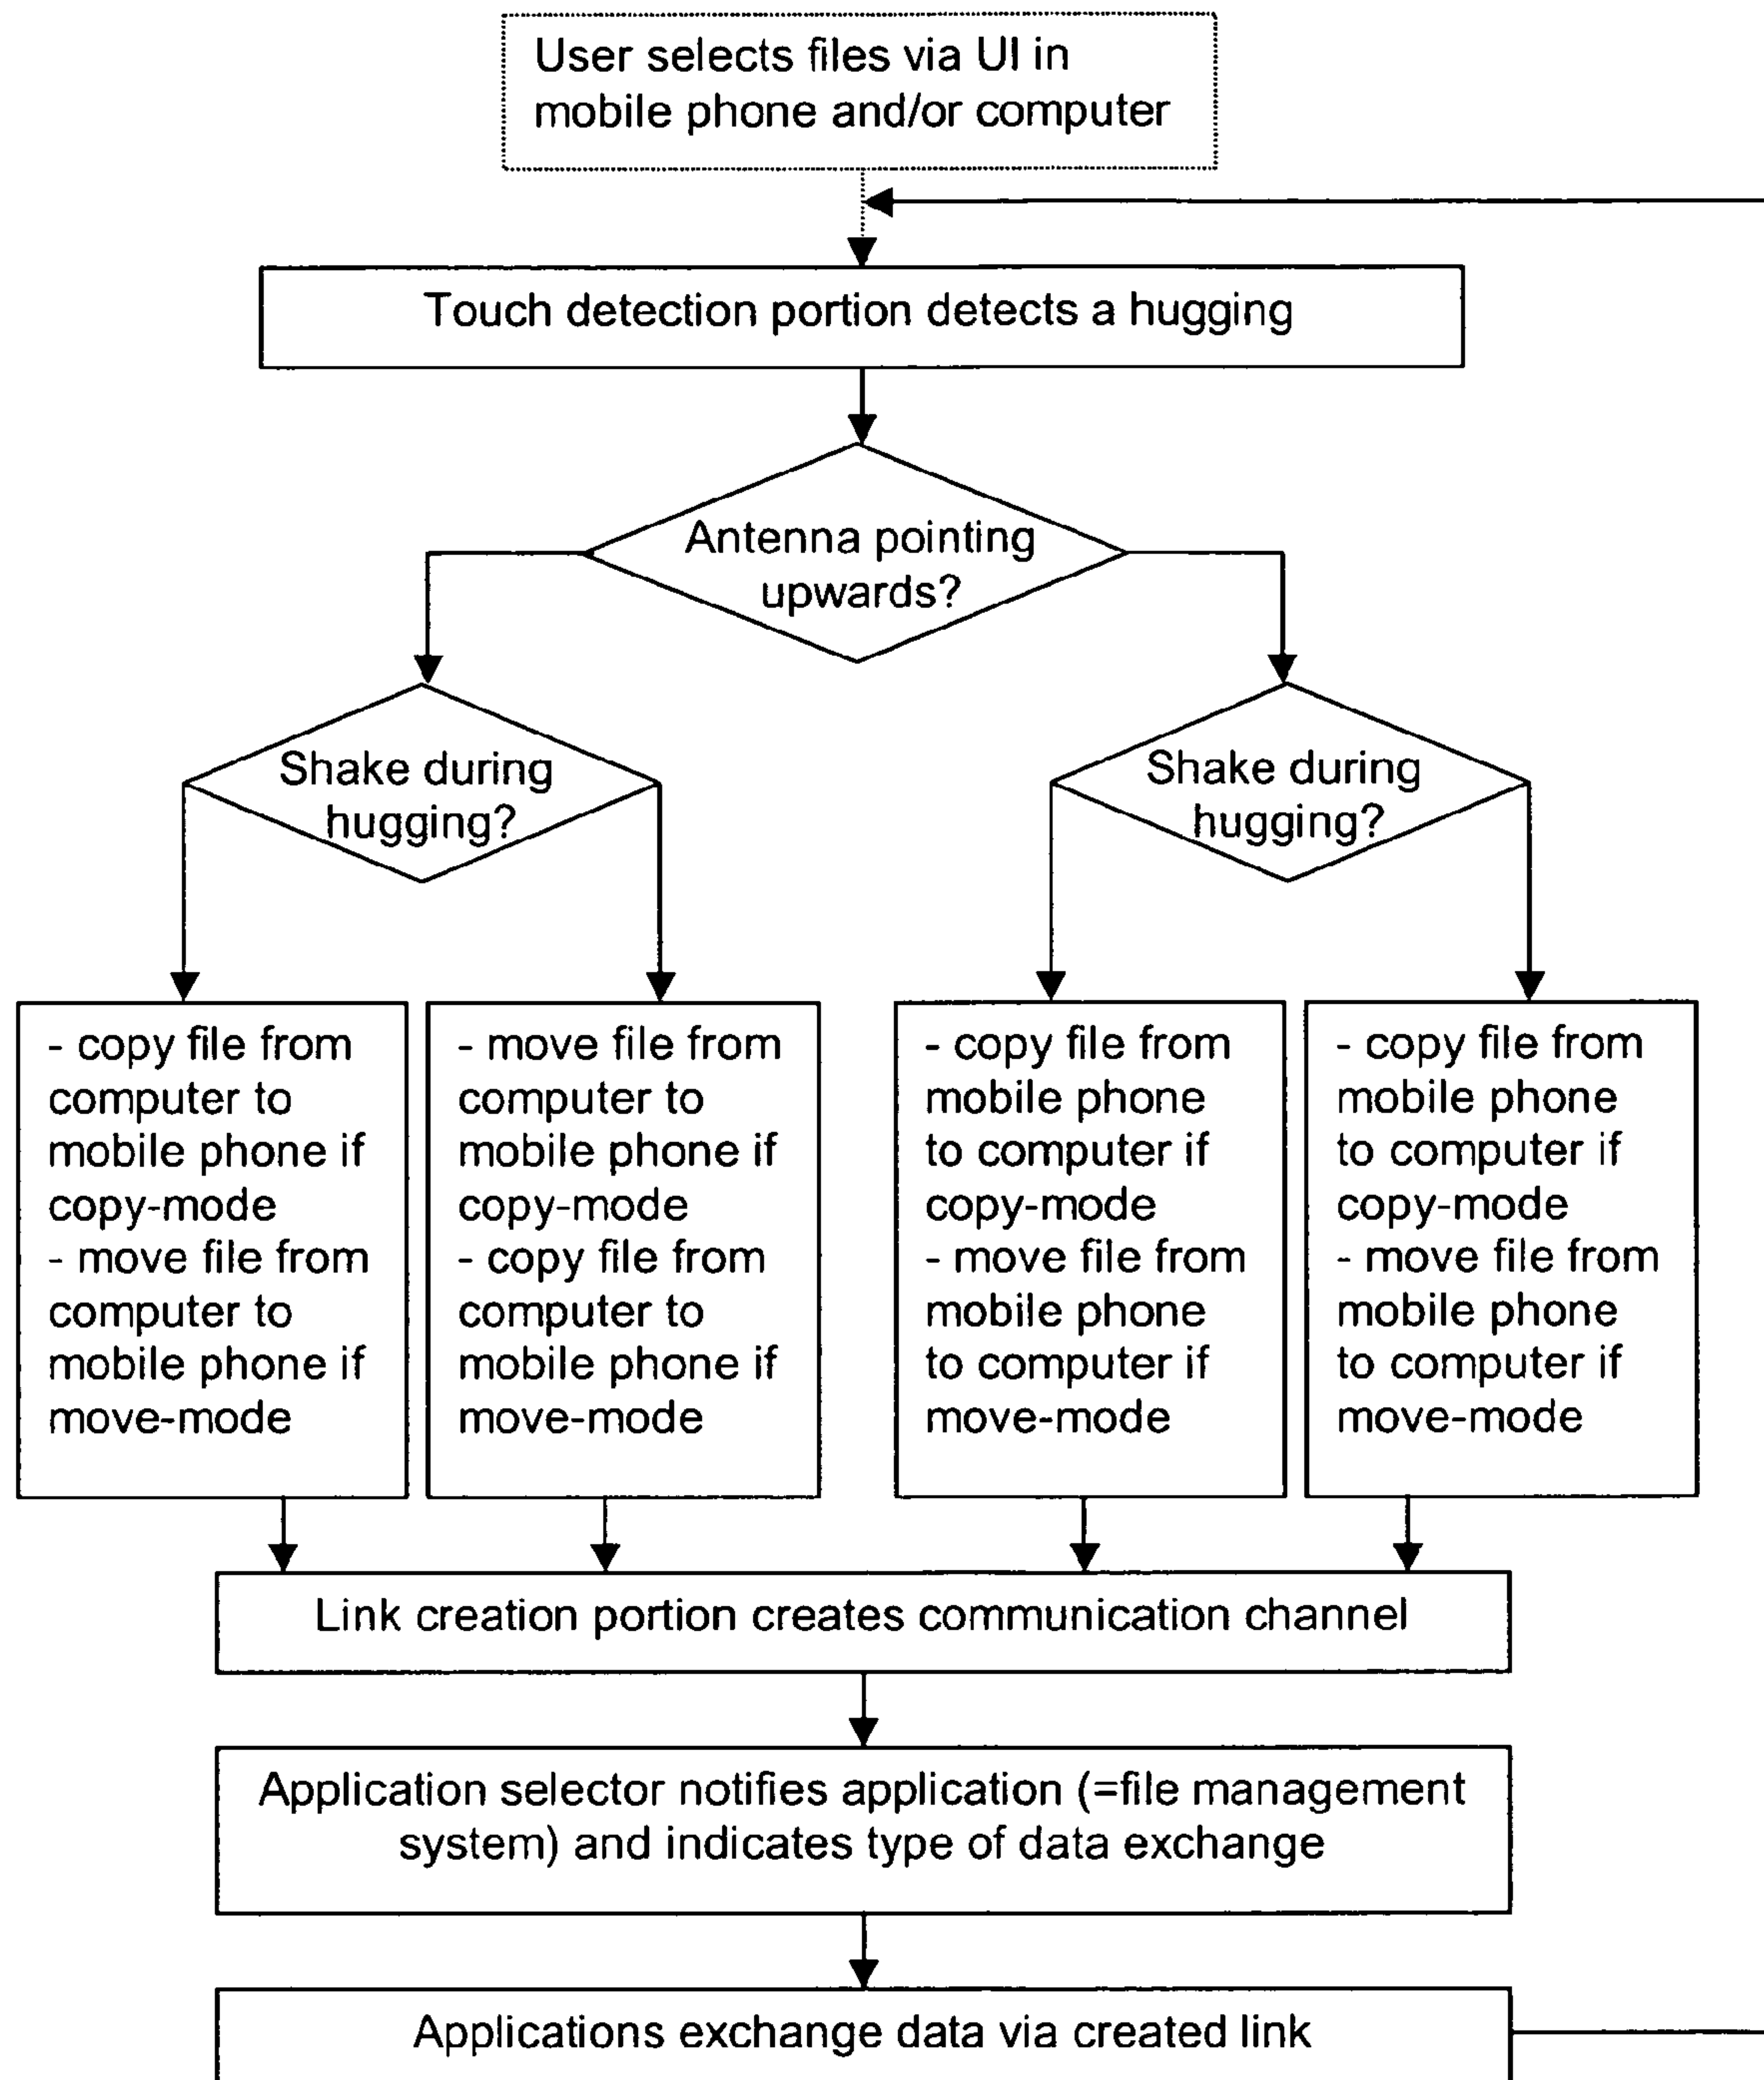 User selects files via UI in
mobile phone and/or computer
Touch detection portion detects a hugging
Antenna pointing
upwards?
Shake during
hugging?
Shake during
hugging?
- copy file from
computer to
mobile phone if
copy-mode
- move file from
computer to
mobile phone if
move-mode
- move file from
computer to
mobile phone if
copy-mode
- copy file from
computer to
mobile phone if
move-mode
- copy file from
mobile phone
to computer if
copy-mode
- move file from
mobile phone
to computer if
move-mode
- copy file from
mobile phone
to computer if
copy-mode
- move file from
mobile phone
to computer if
move-mode
Link creation portion creates communication channel
Application selector notifies application (=file management
system) and indicates type of data exchange
Applications exchange data via created link